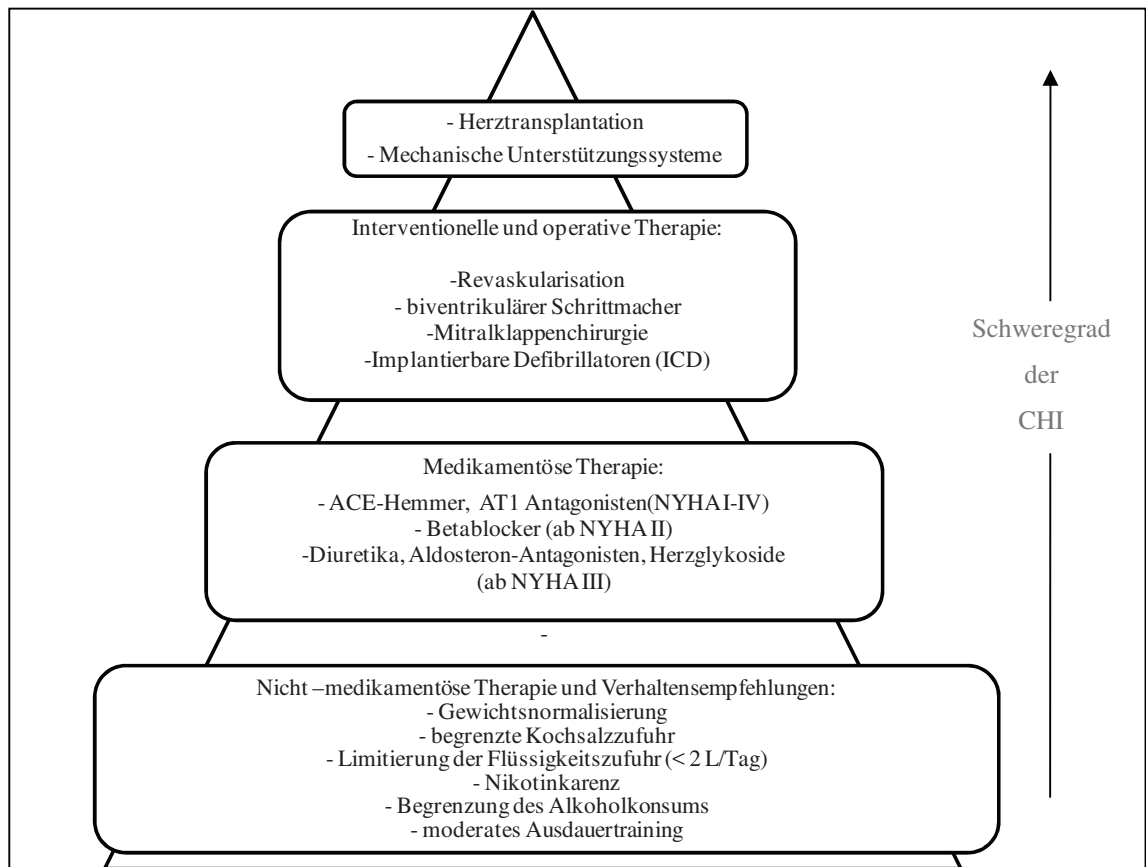 - Herztransplantation
- Mechanische Unterstützungssysteme
Interventionelle und operative Therapie:
-Revaskularisation
- biventrikulärer Schrittmacher
-Mitralklappenchirurgie
-Implantierbare Defibrillatoren (ICD)
Schweregrad
der
CHI
Medikamentöse Therapie:
- ACE-Hemmer, AT1 Antagonisten(NYHA I-IV)
- Betablocker (ab NYHA II)
-Diuretika, Aldosteron-Antagonisten, Herzglykoside
(ab NYHA III)
-
Nicht –medikamentöse Therapie und Verhaltensempfehlungen:
- Gewichtsnormalisierung
- begrenzte Kochsalzzufuhr
- Limitierung der Flüssigkeitszufuhr (< 2 L/Tag)
- Nikotinkarenz
- Begrenzung des Alkoholkonsums
- moderates Ausdauertraining